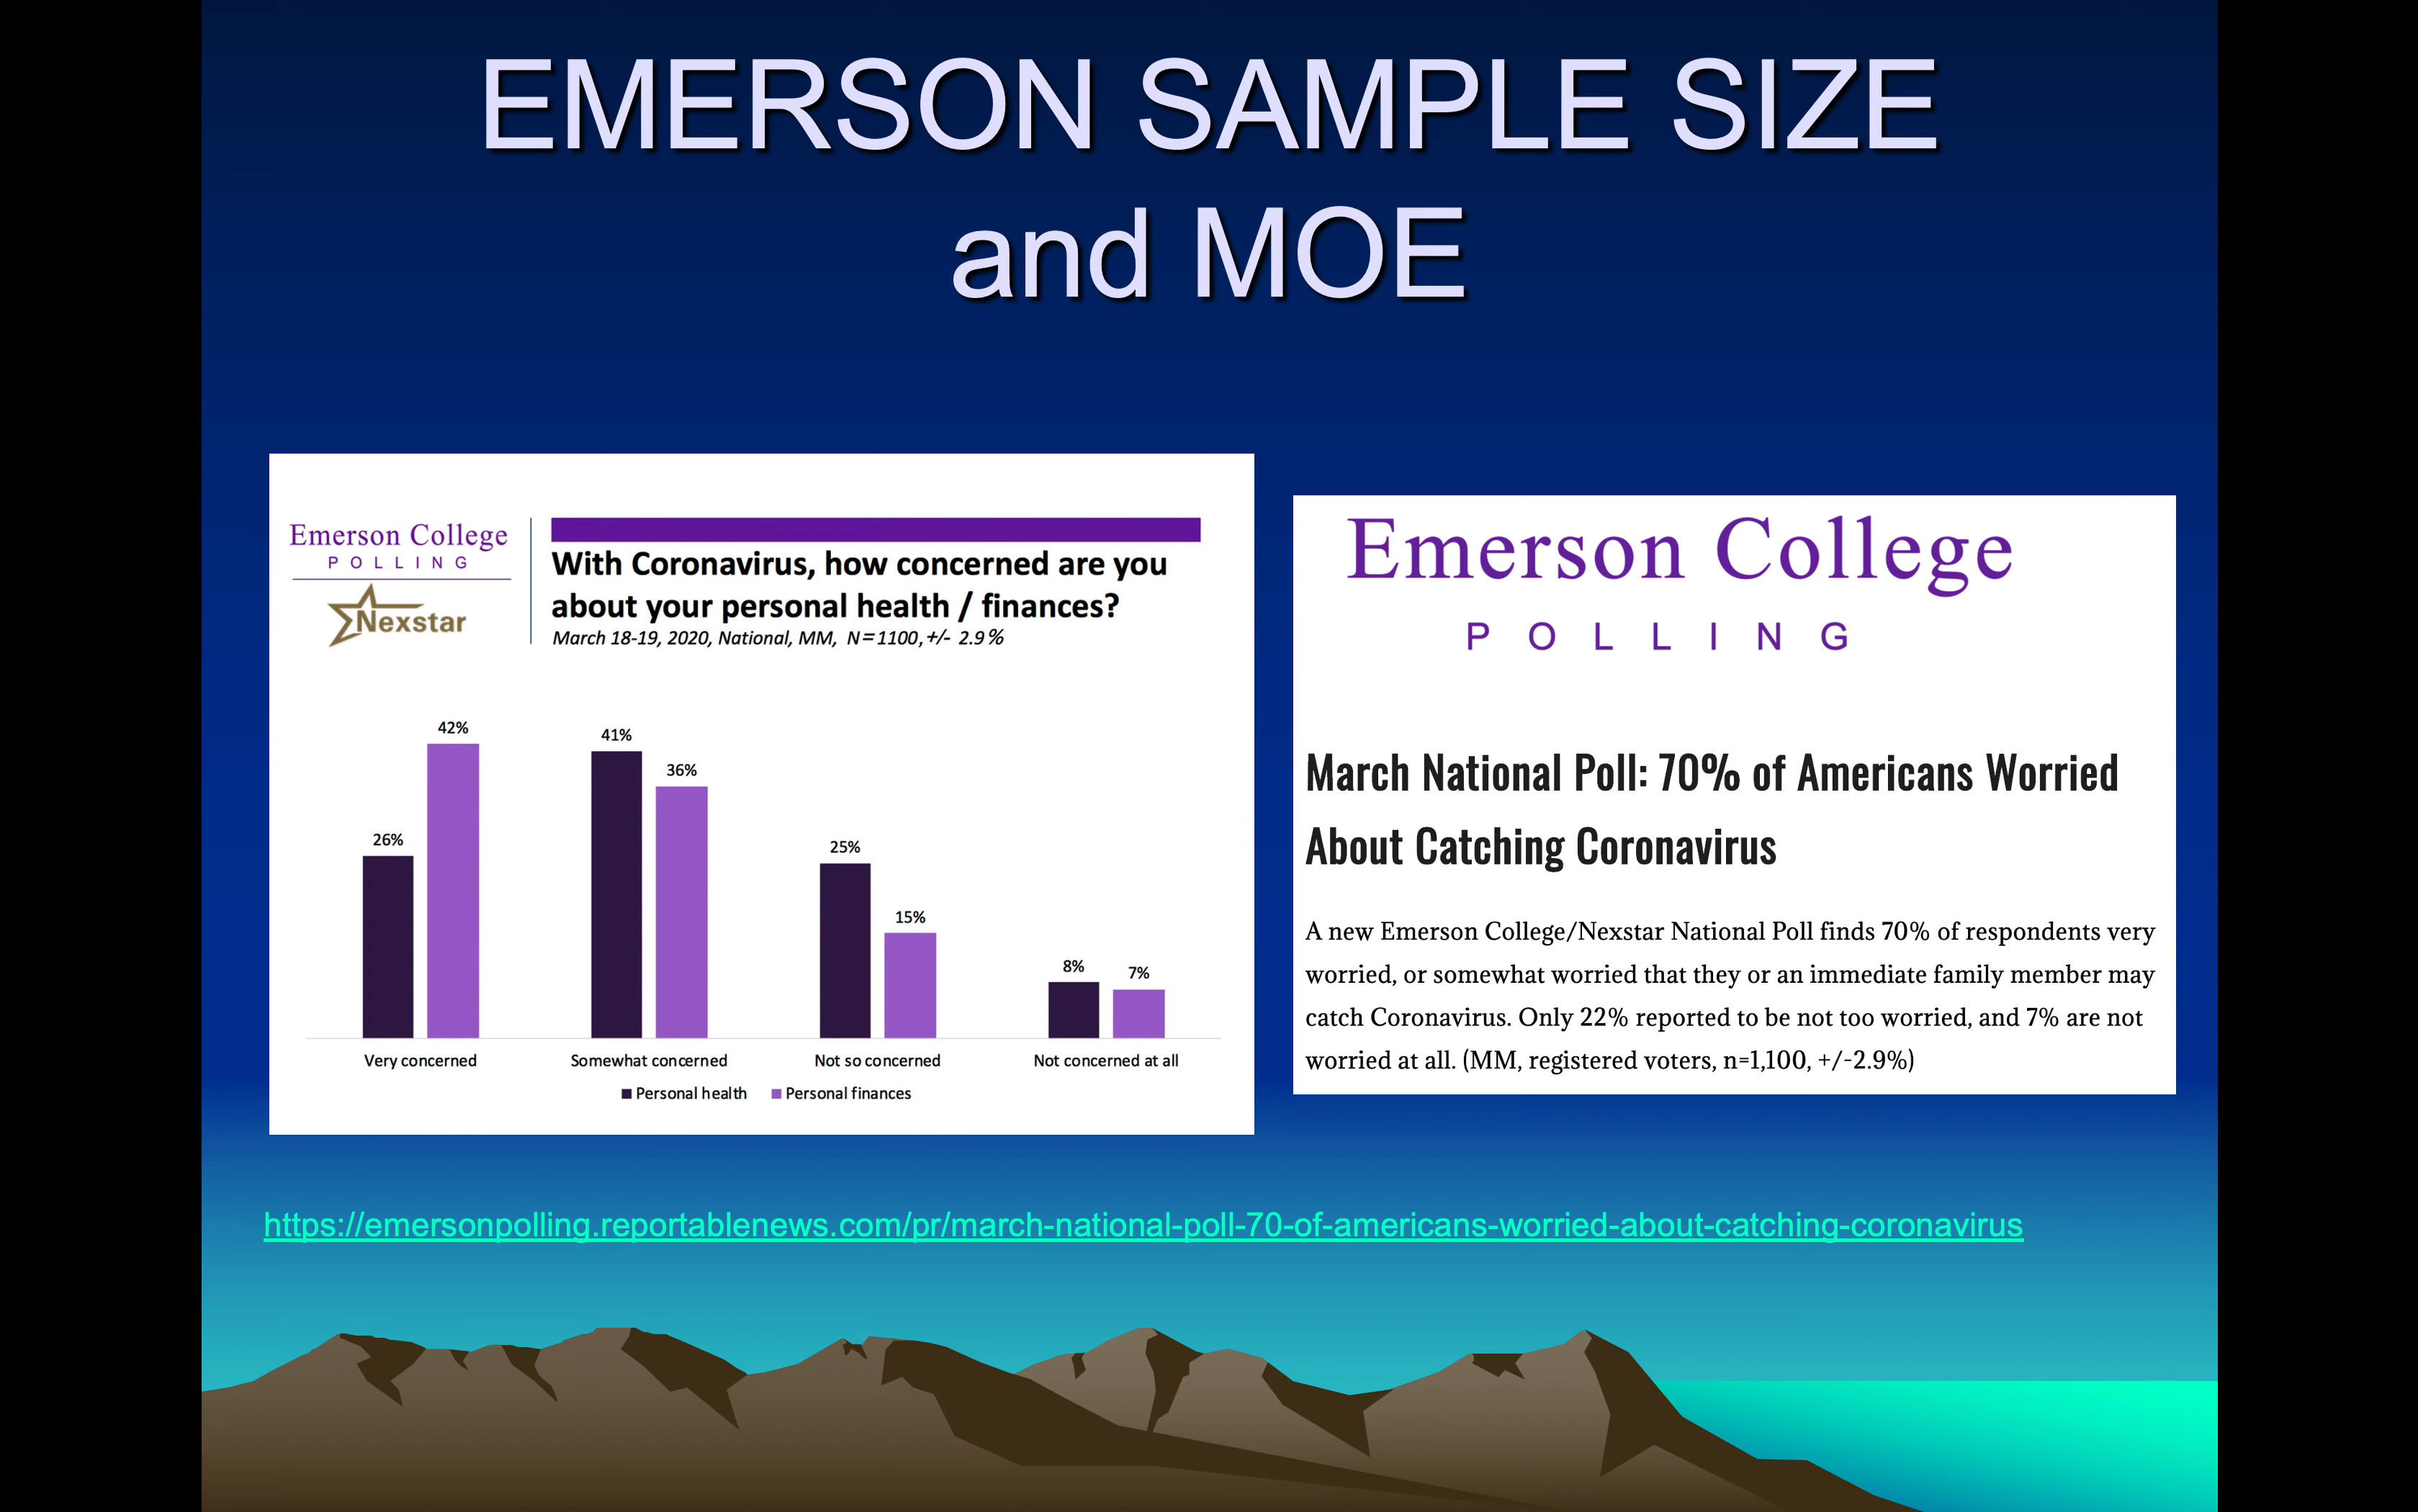 EMERSON SAMPLE SIZE
and MOE
Emerson College
POLLING
Nexstar
With Coronavirus, how concerned are you
about your personal health / finances?
March 18-19, 2020, National, MM, N=1100, +/- 2.9%
42%
41%
36%
26%
25%
15%
8%
7%
Very concerned
Somewhat concerned
Not so concerned
Not concerned at all
Personal health
Personal finances
Emerson College
POLLING
March National Poll: 70% of Americans Worried
About Catching Coronavirus
A new Emerson College/Nexstar National Poll finds 70% of respondents very
worried, or somewhat worried that they or an immediate family member may
catch Coronavirus. Only 22% reported to be not too worried, and 7% are not
worried at all. (MM, registered voters, n=1,100, +/-2.9%)
https://emersonpolling.reportablenews.com/pr/march-national-poll-70-of-americans-worried-about-catching-coronavirus